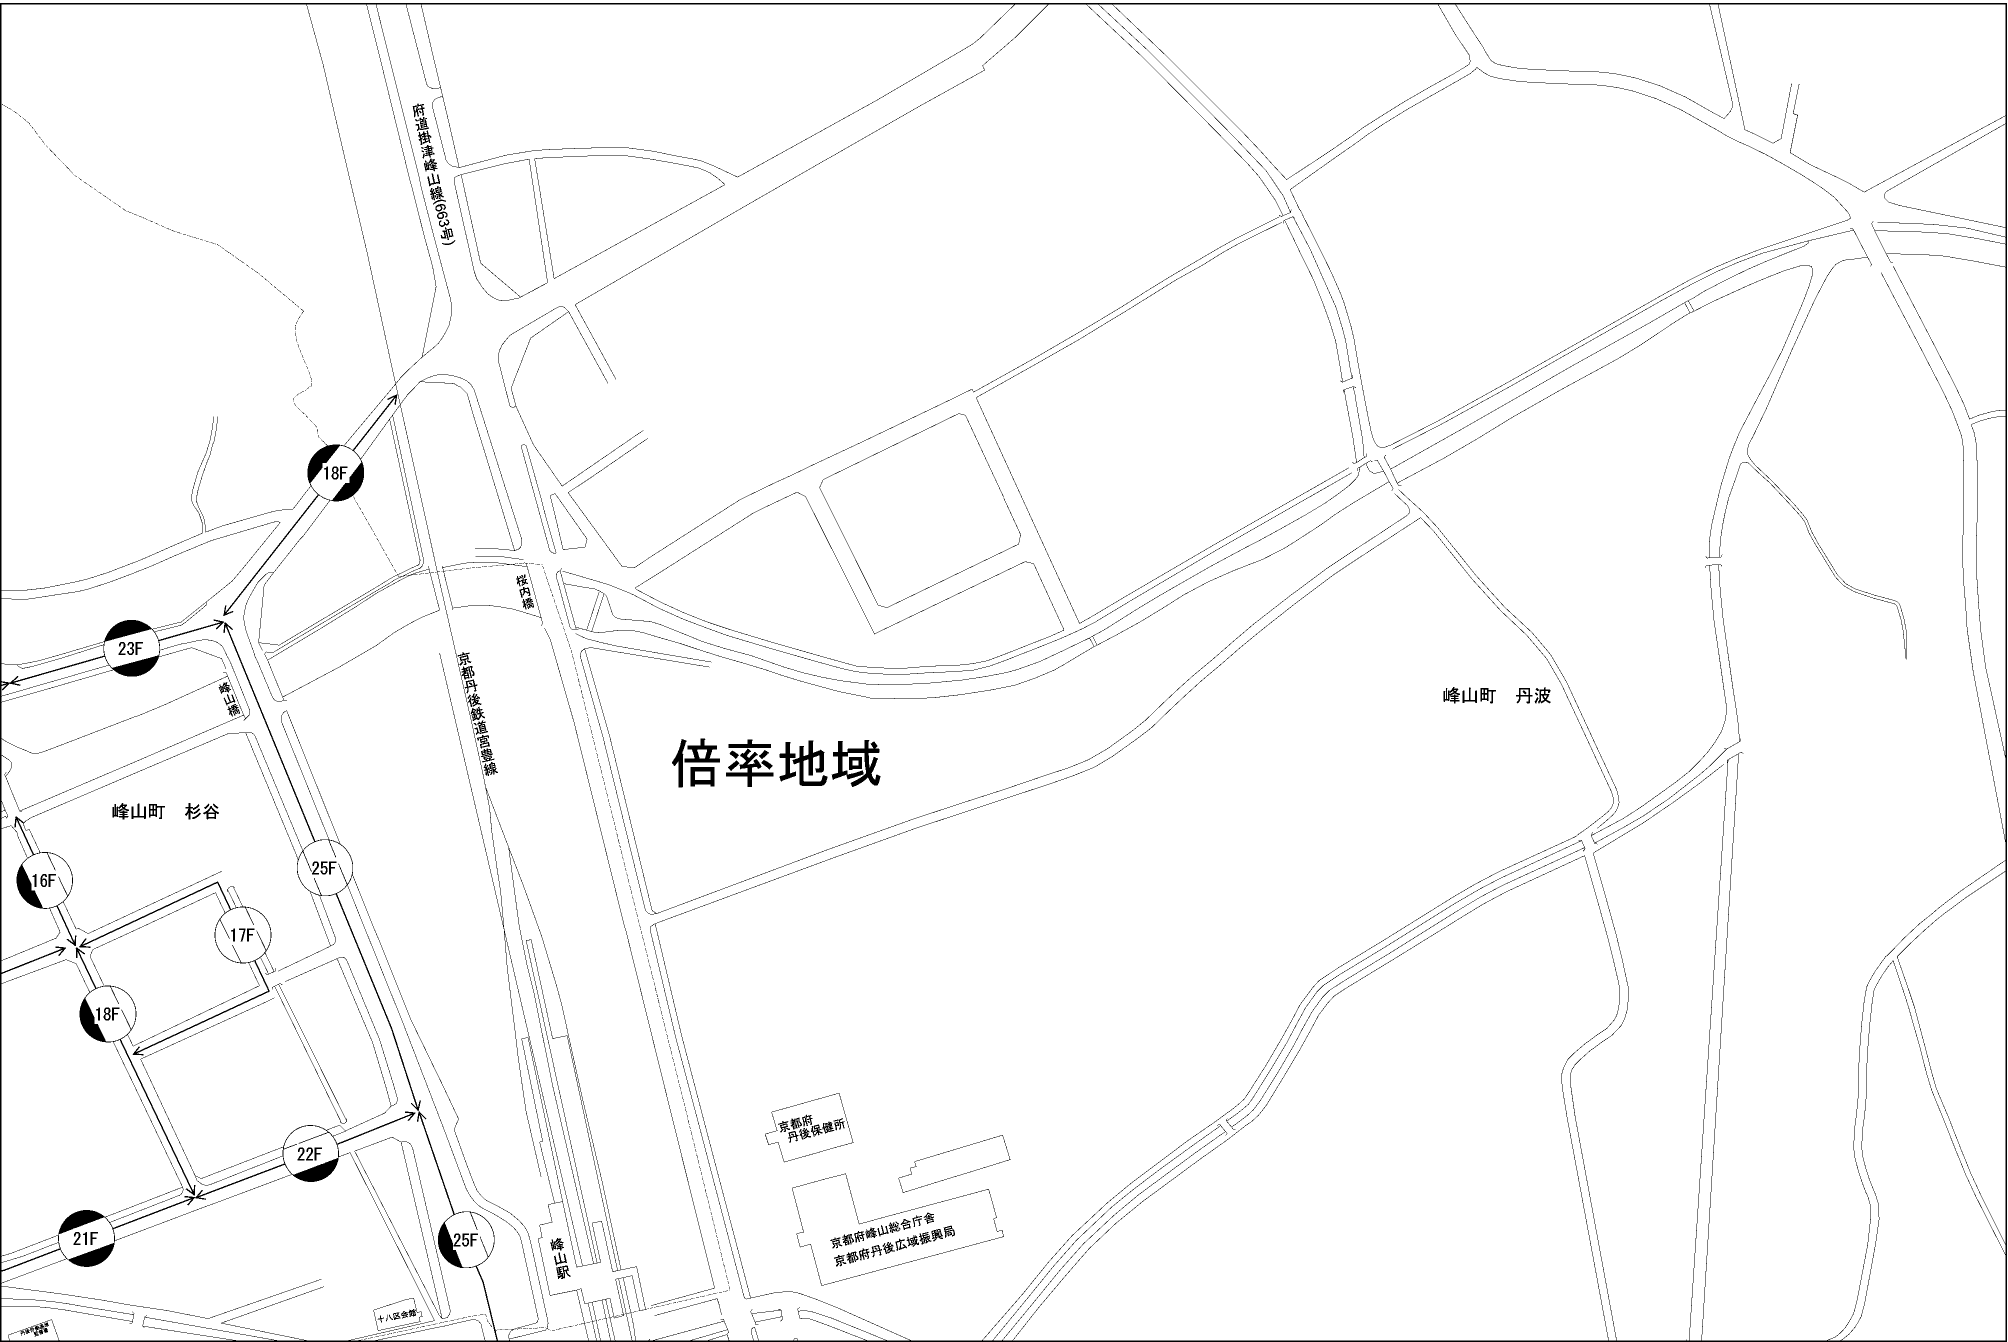 府道掛津峰山線(663号)
18F
桜内橋
23F
京都丹後鉄道宮豊線
峰山橋
峰山町 丹波
倍率地域
峰山町 杉谷
25F
16F
17F
18F
京都府
丹後保健所
22F
21F
25F
京都府峰山総合庁舎
京都府丹後広域振興局
峰山駅
十八区会館